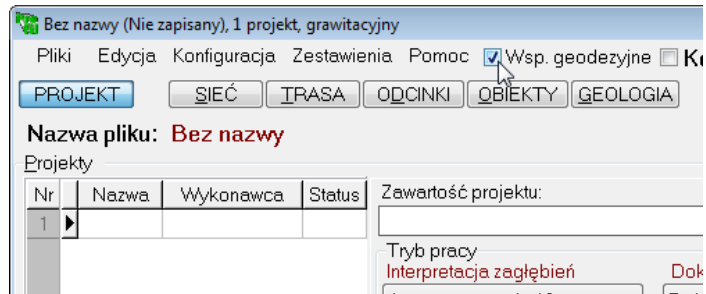 Bez nazwy (Nie zapisany), 1 projekt, grawitacyjny
Pliki Edycja Konfiguracja Zestawienia Pomoc Wsp. geodezyjne
PROJEKT SIEĆ TRASA ODCINKI OBIEKTY GEOLOGIA
Nazwa pliku: Bez nazwy
Projekty
Nr Nazwa Wykonawca Status Zawartość projektu:
1
Tryb pracy
Interpretacja zagłębień